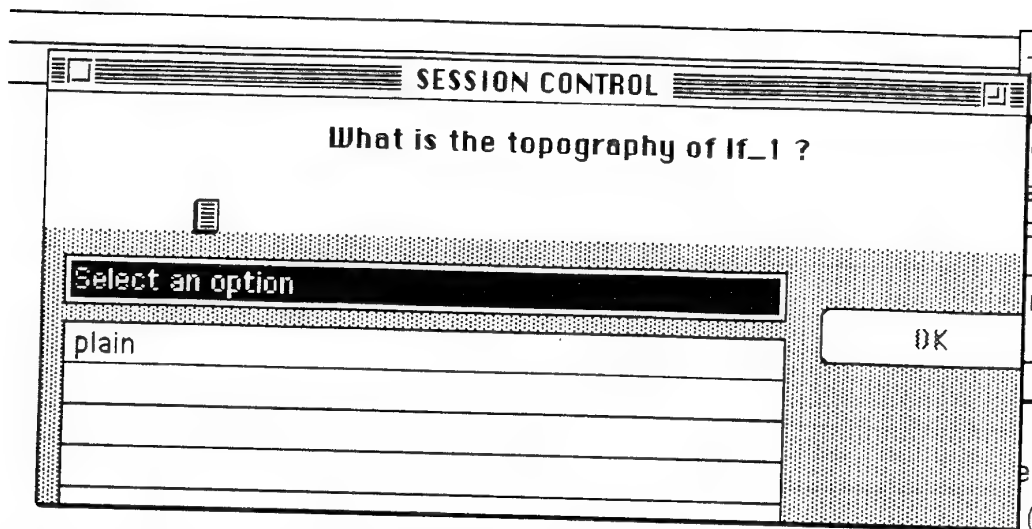 SESSION CONTROL
What is the topography of lf_1 ?
Select an option
plain
OK